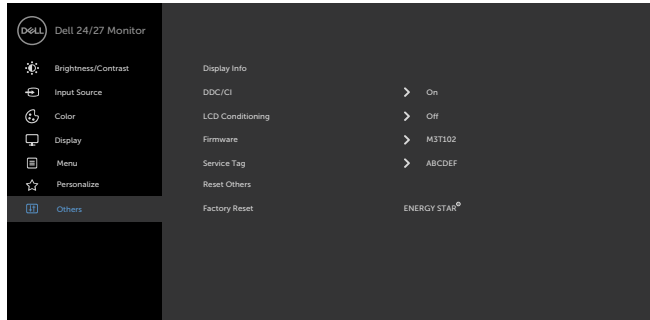 DELL Dell 24/27 Monitor
Brightness/Contrast Display Info
Input Source DDC/CI On
Color LCD Conditioning Off
Display Firmware M3T102
Menu Service Tag ABCDEF
Personalize Reset Others
Others Factory Reset ENERGY STAR®